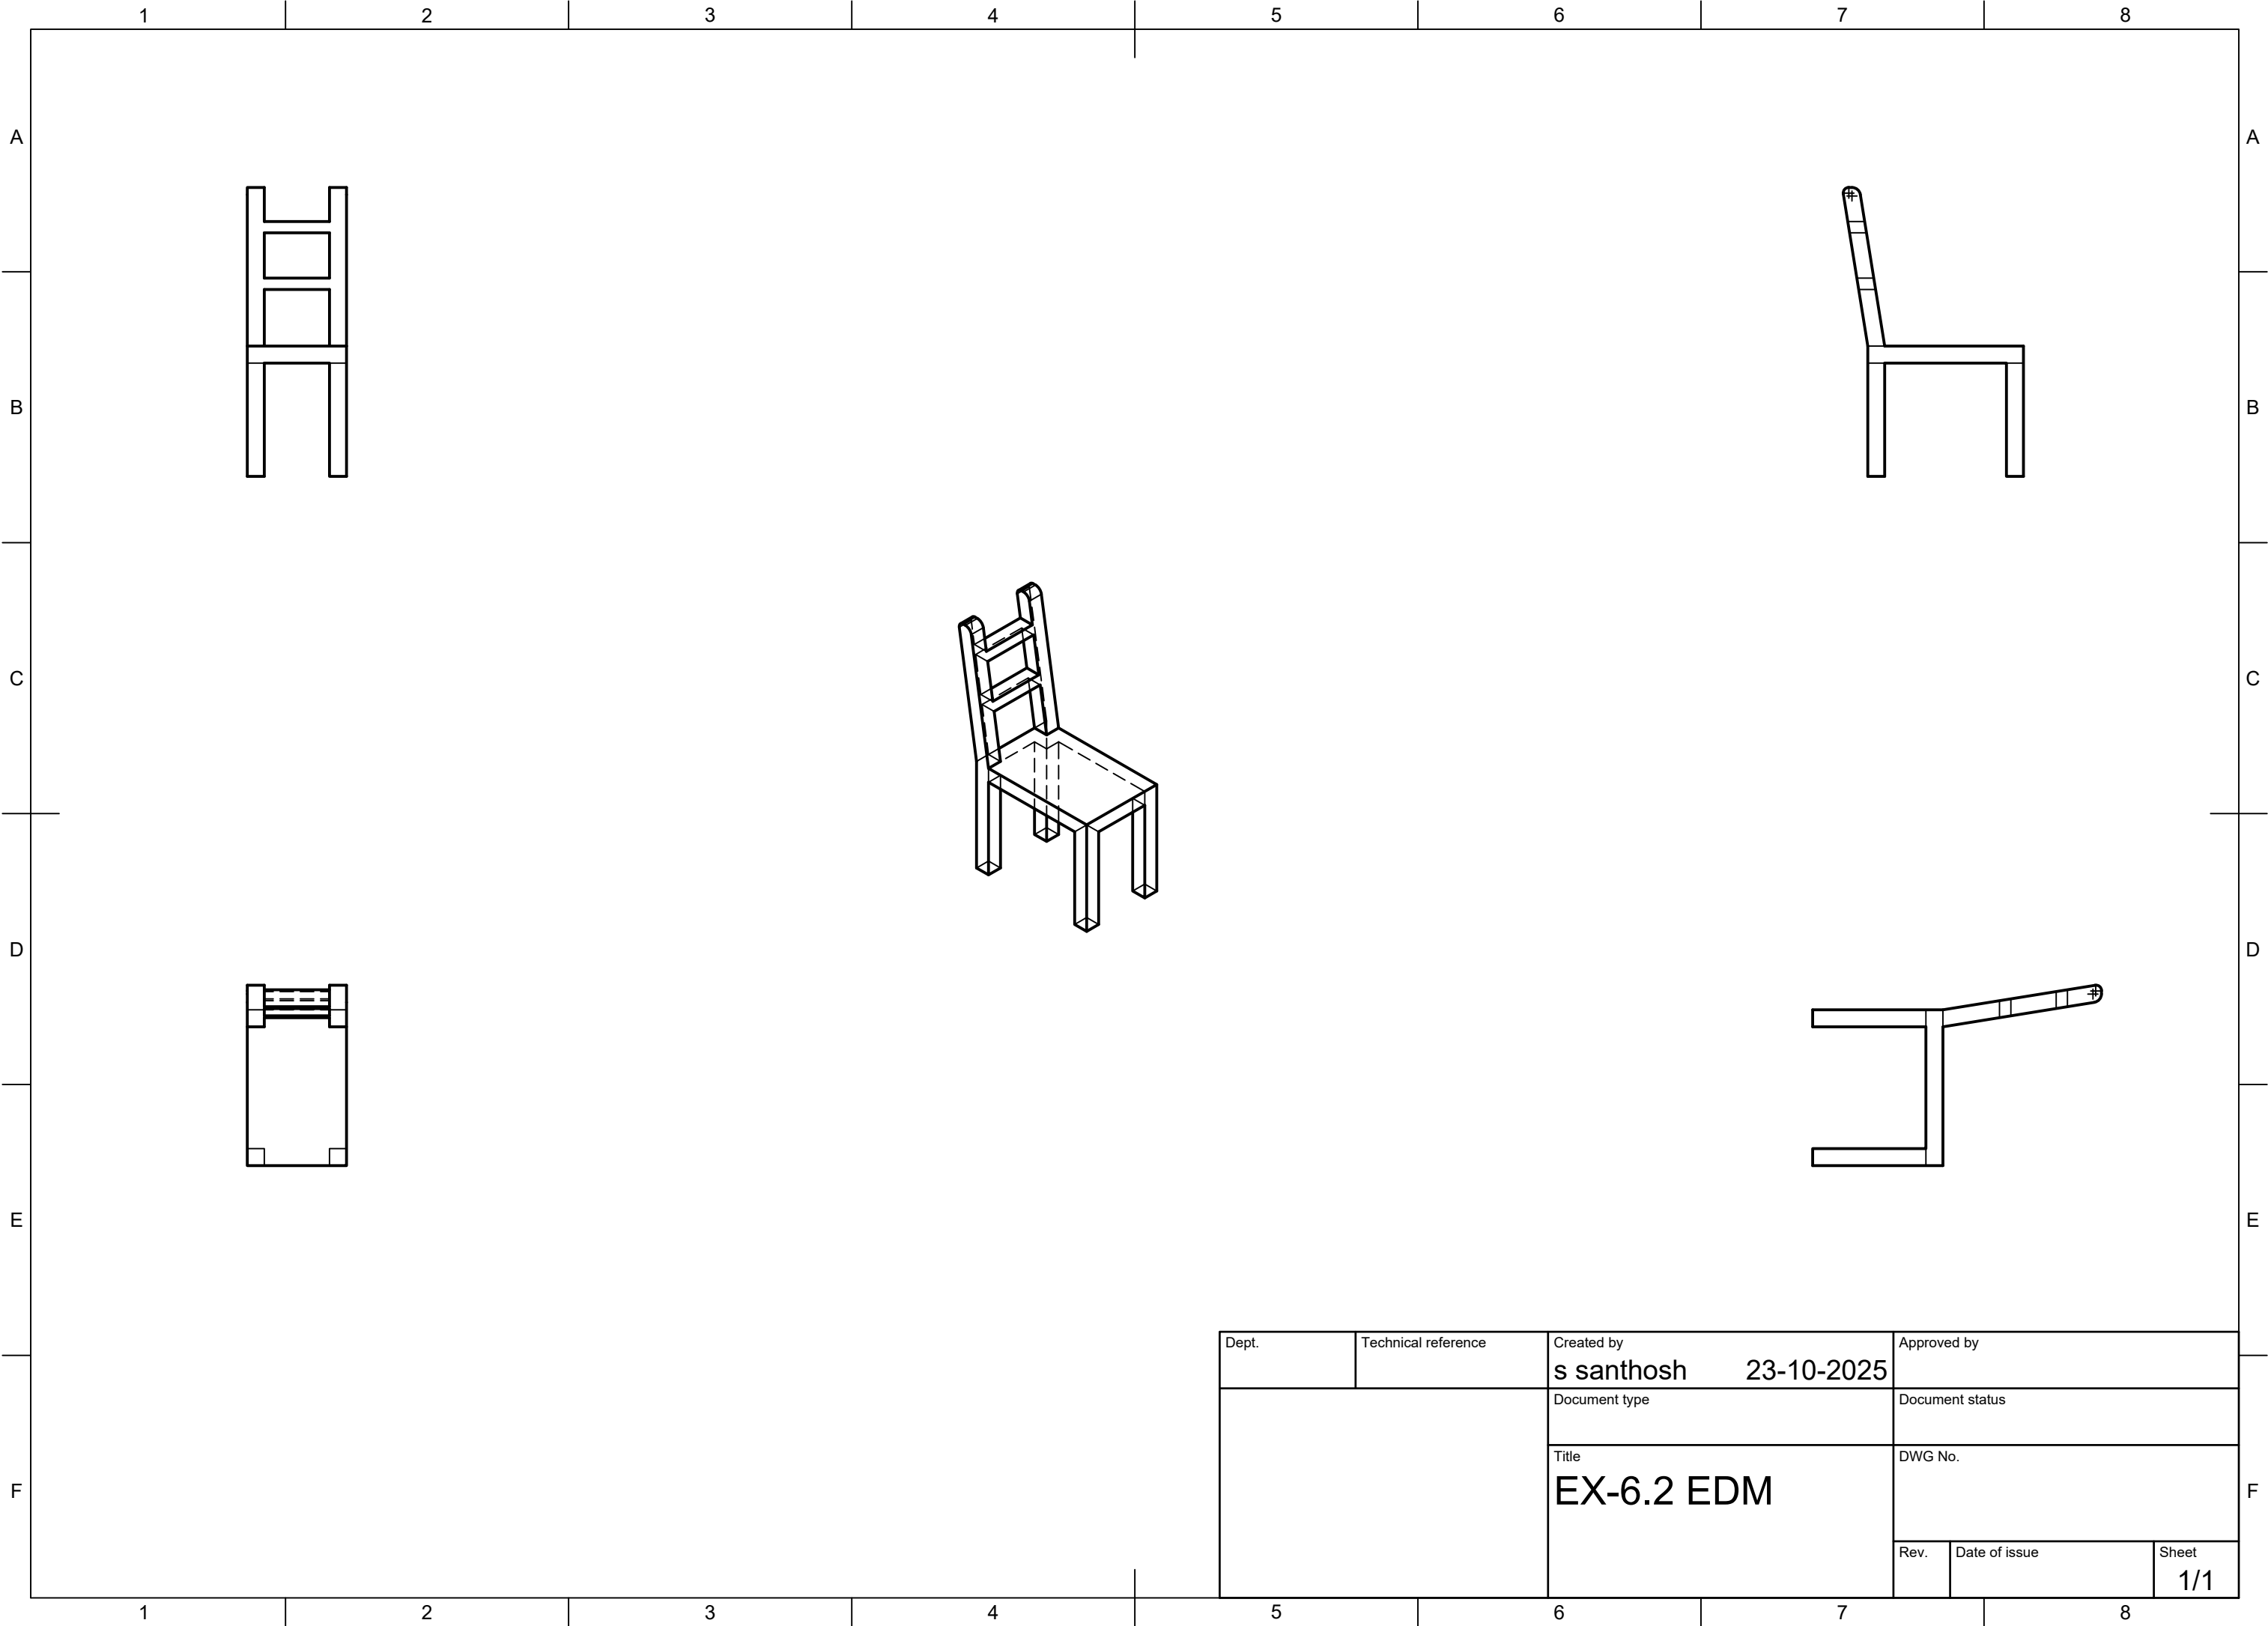 1 2 3 4 5 6 7 8
A A
B B
C C
D D
E E
F F
Dept. Technical reference Created by Approved by
s santhosh 23-10-2025
Document type Document status
Title DWG No.
EX-6.2 EDM
Rev. Date of issue Sheet
1/1
1 2 3 4 5 6 7 8